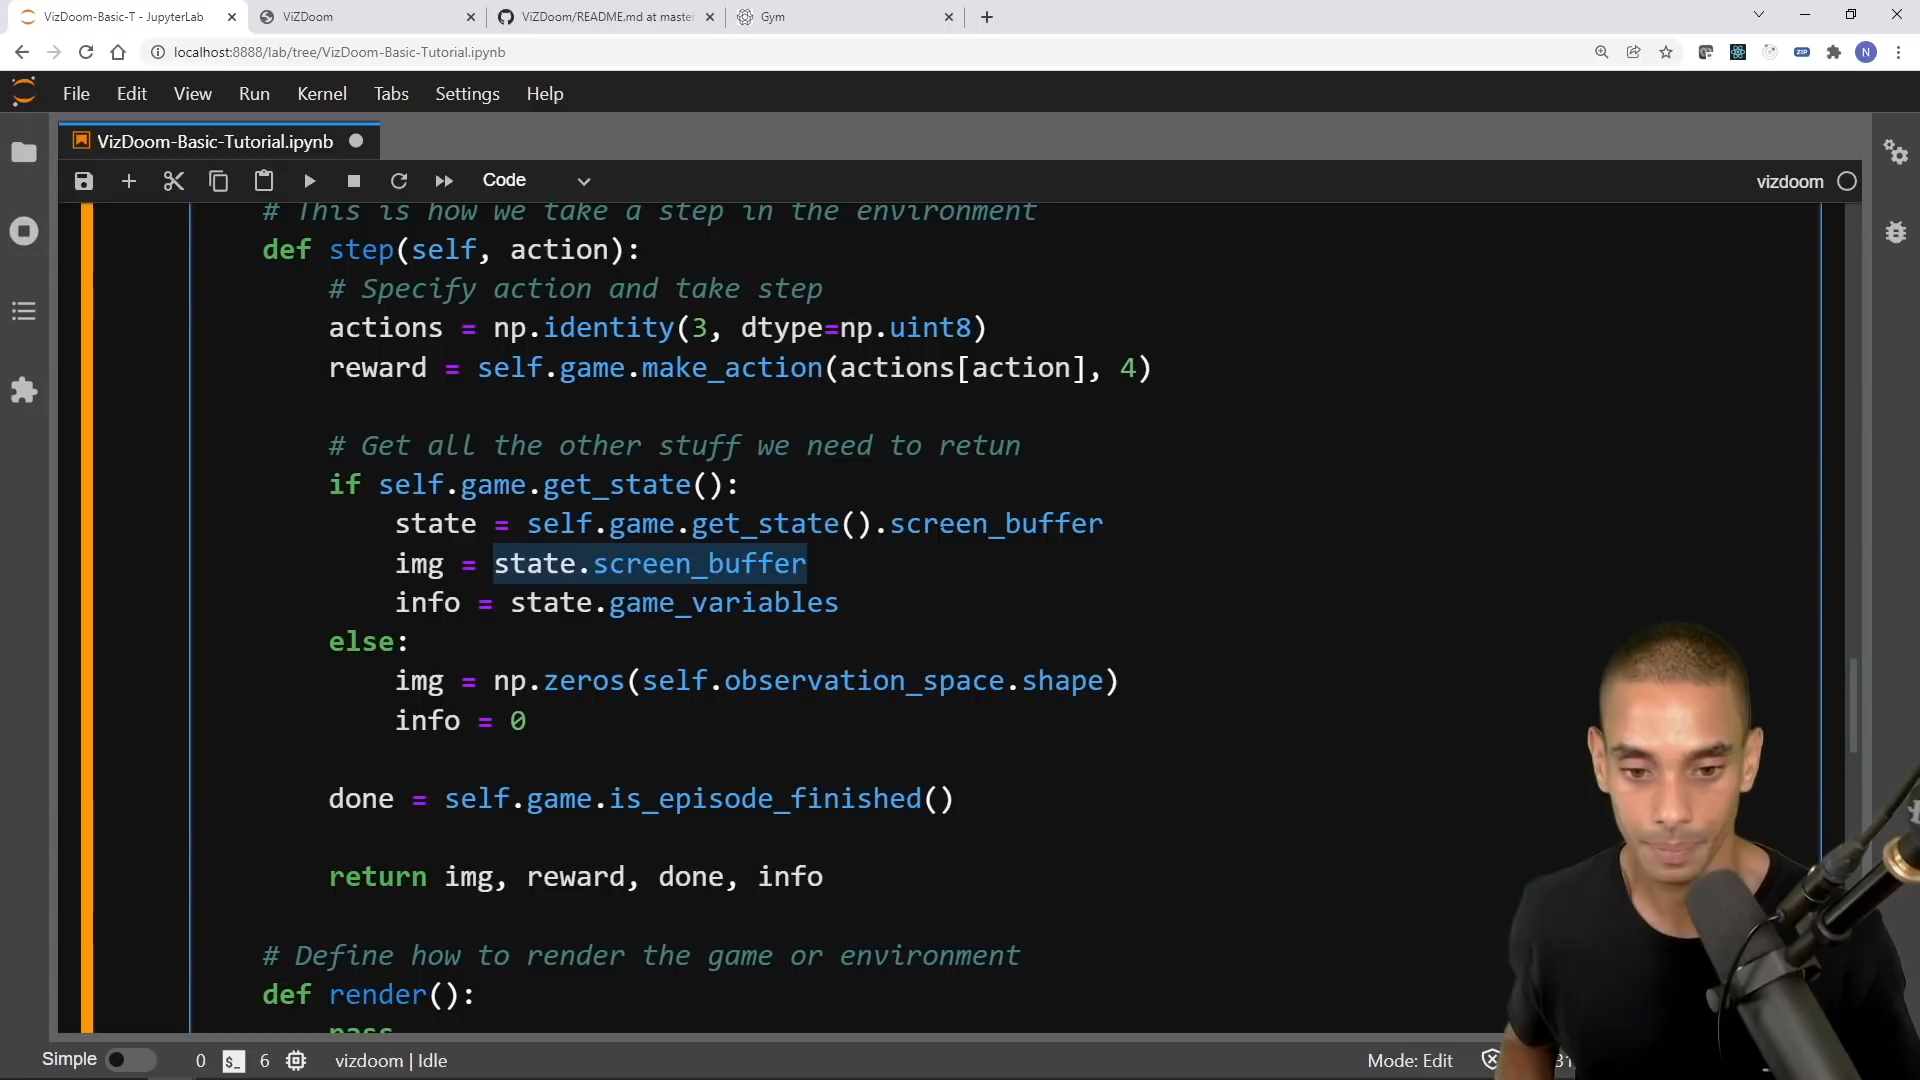 VizDoom-Basic-T - JupyterLab
ViZDoom
ViZDoom/README.md at master
Gym
localhost:8888/lab/tree/VizDoom-Basic-Tutorial.ipynb
ZIP
N
File Edit View Run Kernel Tabs Settings Help
VizDoom-Basic-Tutorial.ipynb
Code
vizdoom
# This is how we take a step in the environment
def step(self, action):
# Specify action and take step
actions = np.identity(3, dtype=np.uint8)
reward = self.game.make_action(actions[action], 4)
# Get all the other stuff we need to retun
if self.game.get_state():
state = self.game.get_state().screen_buffer
img = state.screen_buffer
info = state.game_variables
else:
img = np.zeros(self.observation_space.shape)
info = 0
done = self.game.is_episode_finished()
return img, reward, done, info
# Define how to render the game or environment
def render():
pass
Simple 0 $_ 6 vizdoom | Idle Mode: Edit